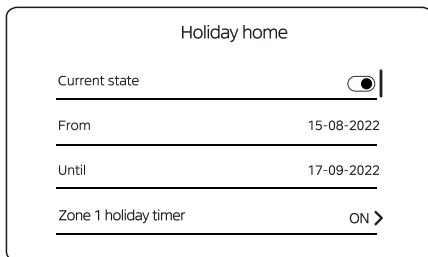 Holiday home
Current state
From 15-08-2022
Until 17-09-2022
Zone 1 holiday timer ON